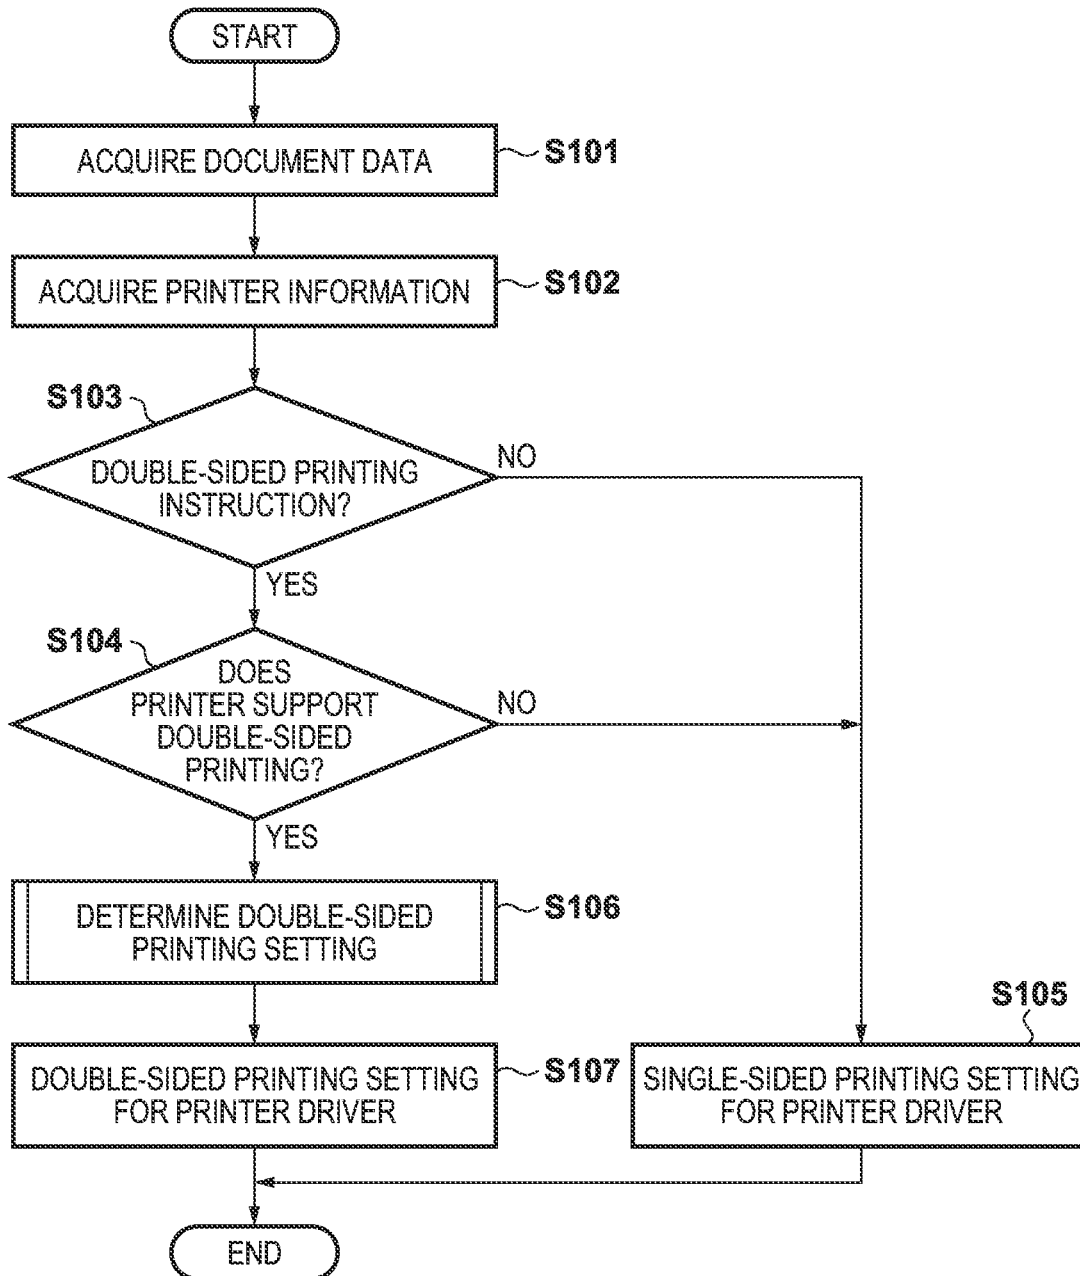 START
ACQUIRE DOCUMENT DATA
S101
ACQUIRE PRINTER INFORMATION
S102
S103
DOUBLE-SIDED PRINTING
INSTRUCTION?
NO
YES
S104
DOES
PRINTER SUPPORT
DOUBLE-SIDED
PRINTING?
NO
YES
DETERMINE DOUBLE-SIDED
PRINTING SETTING
S106
S105
DOUBLE-SIDED PRINTING SETTING
FOR PRINTER DRIVER
S107
SINGLE-SIDED PRINTING SETTING
FOR PRINTER DRIVER
END